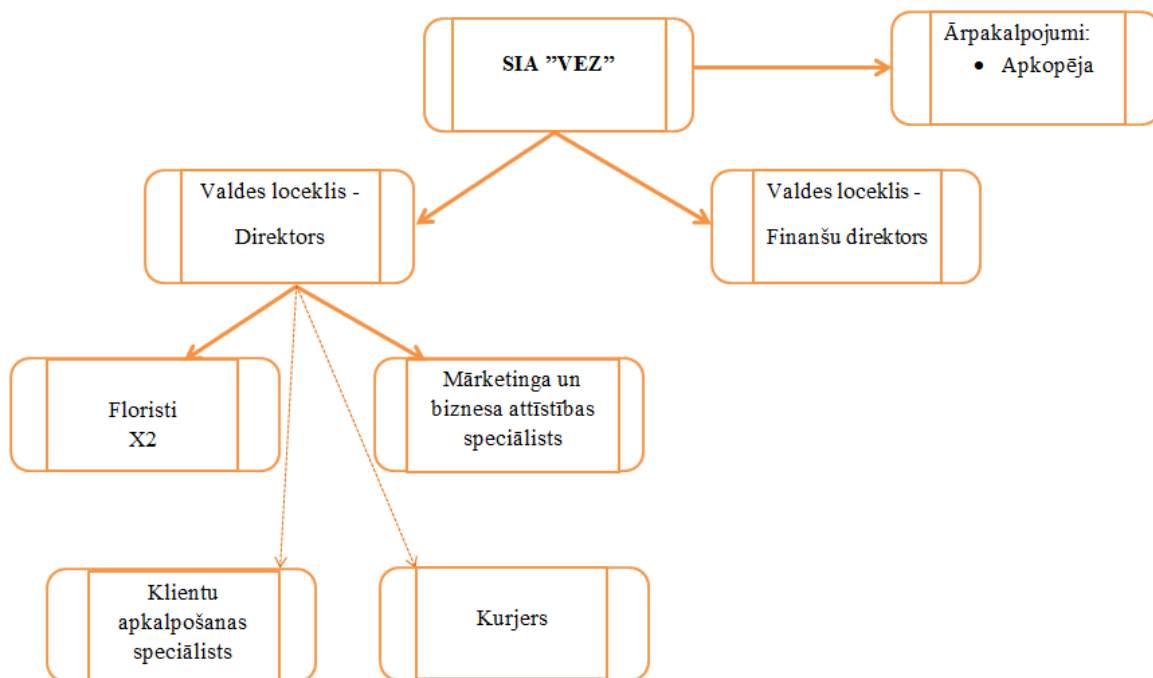 SIA ”VEZ”
Ārpakalpojumi:
• Apkopēja
Valdes loceklis -
Direktors
Valdes loceklis -
Finanšu direktors
Floristi
X2
Mārketinga un
biznesa attīstības
speciālists
Klientu
apkalpošanas
speciālists
Kurjers